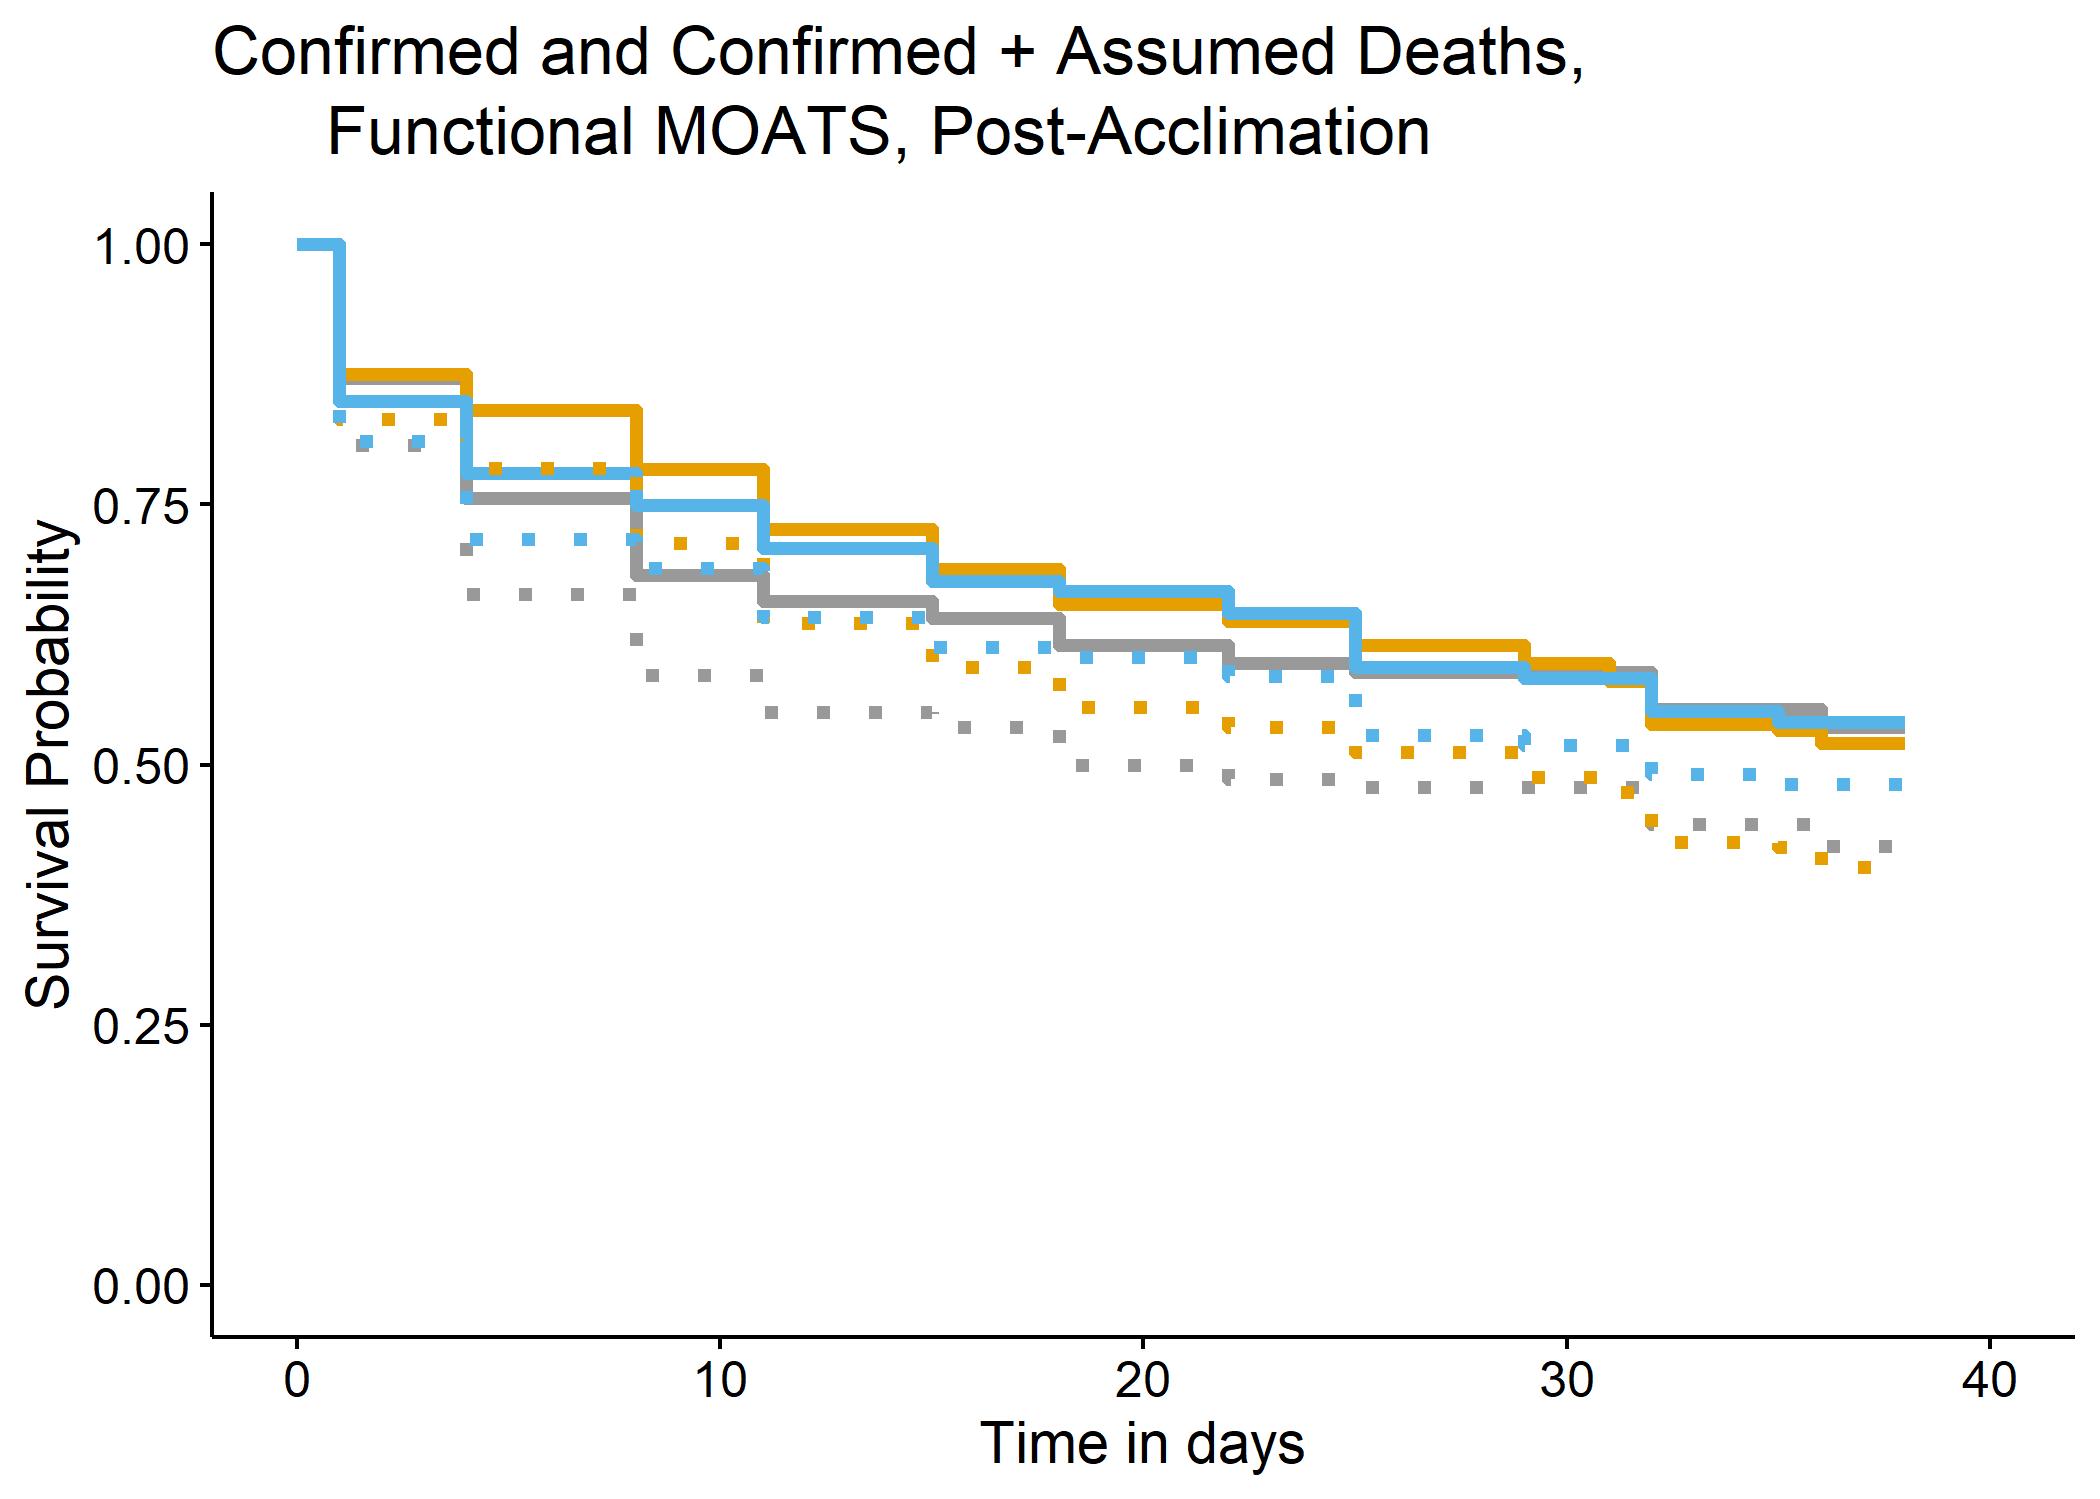 Confirmed and Confirmed + Assumed Deaths,
Functional MOATS, Post-Acclimation
Survival Probability
1.00
0.75
0.50
0.25
0.00
0 10 20 30 40
Time in days